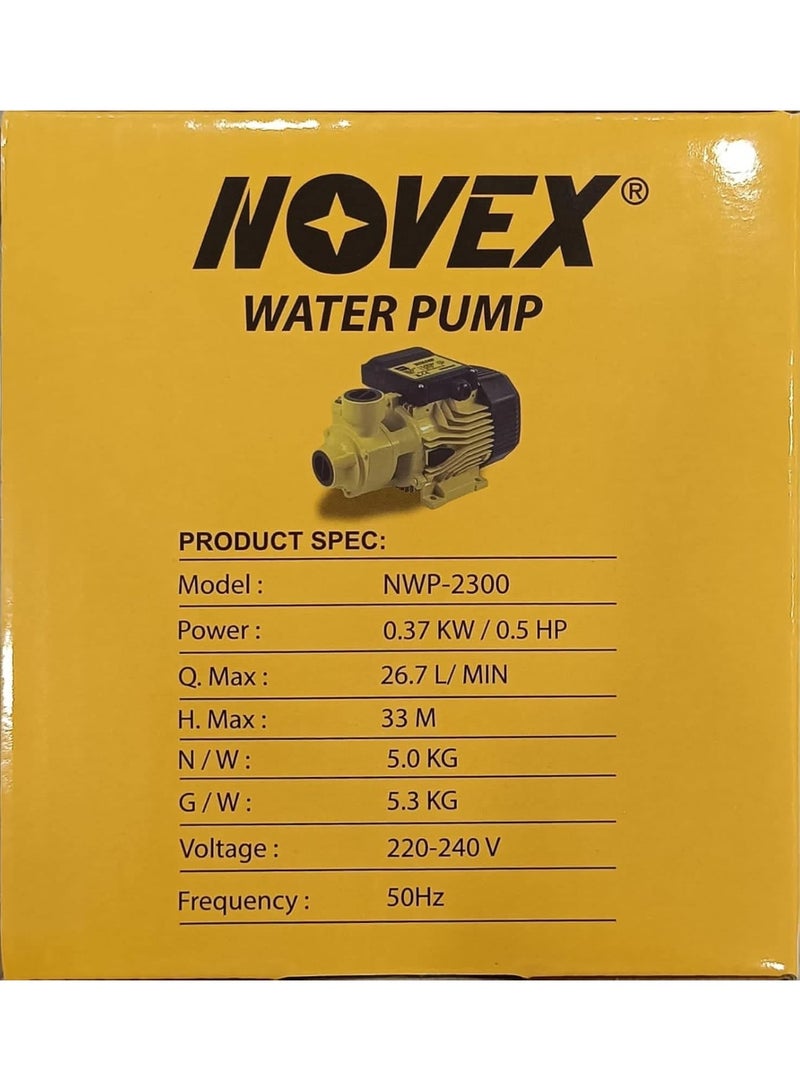 NOVEX®
WATER PUMP
PRODUCT SPEC:
Model : NWP-2300
Power : 0.37 KW / 0.5 HP
Q. Max : 26.7 L/ MIN
H. Max : 33 M
N / W : 5.0 KG
G / W : 5.3 KG
Voltage : 220-240 V
Frequency : 50Hz